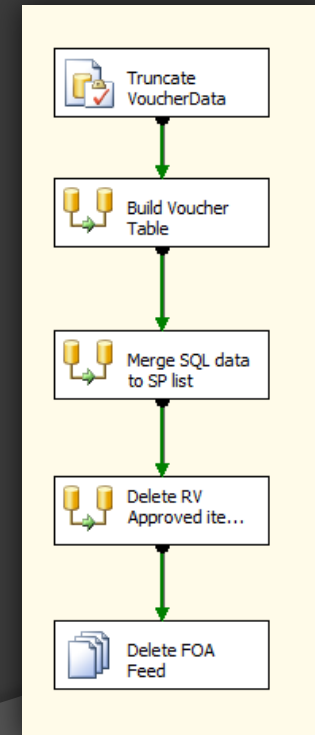 Truncate
VoucherData
Build Voucher
Table
Merge SQL data
to SP list
Delete RV
Approved ite...
Delete FOA
Feed